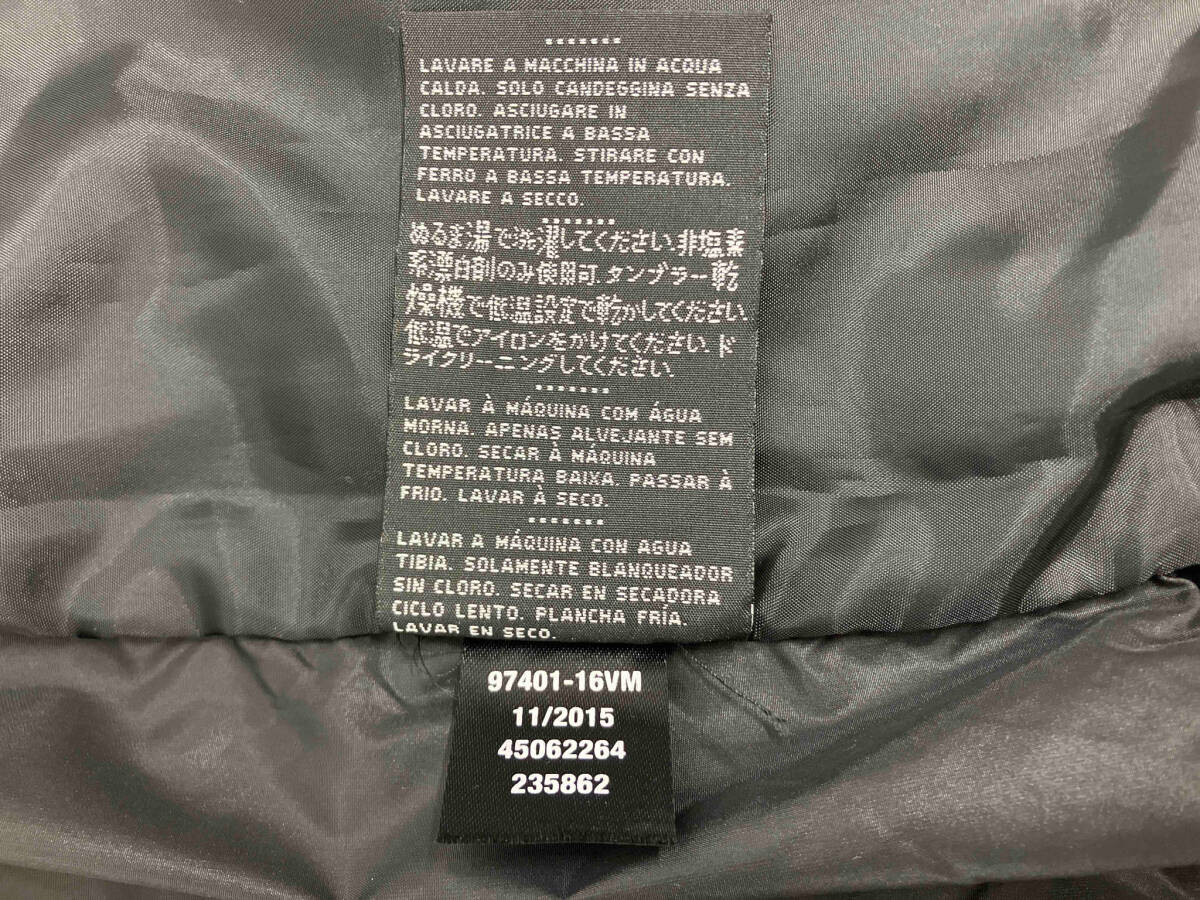 LAVARE A MACCHINA IN ACQUA
CALDA. SOLO CANDEGGINA SENZA
CLORO. ASCIUGARE IN
ASCIUGATRICE A BASSA
TEMPERATURA. STIRARE CON
FERRO A BASSA TEMPERATURA.
LAVARE A SECCO.
ぬるま湯で洗濯してください.非塩素
系漂白剤のみ使用可.タンブラー乾
燥機で低温設定で乾かしてください.
低温でアイロンをかけてください.ド
ライクリーニングしてください.
LAVAR À MÁQUINA COM ÁGUA
MORNA. APENAS ALVEJANTE SEM
CLORO. SECAR À MÁQUINA
TEMPERATURA BAIXA. PASSAR À
FRIO. LAVAR À SECO.
LAVAR A MÁQUINA CON AGUA
TIBIA. SOLAMENTE BLANQUEADOR
SIN CLORO. SECAR EN SECADORA
CICLO LENTO. PLANCHA FRÍA.
LAVAR EN SECO.
97401-16VM
11/2015
45062264
235862